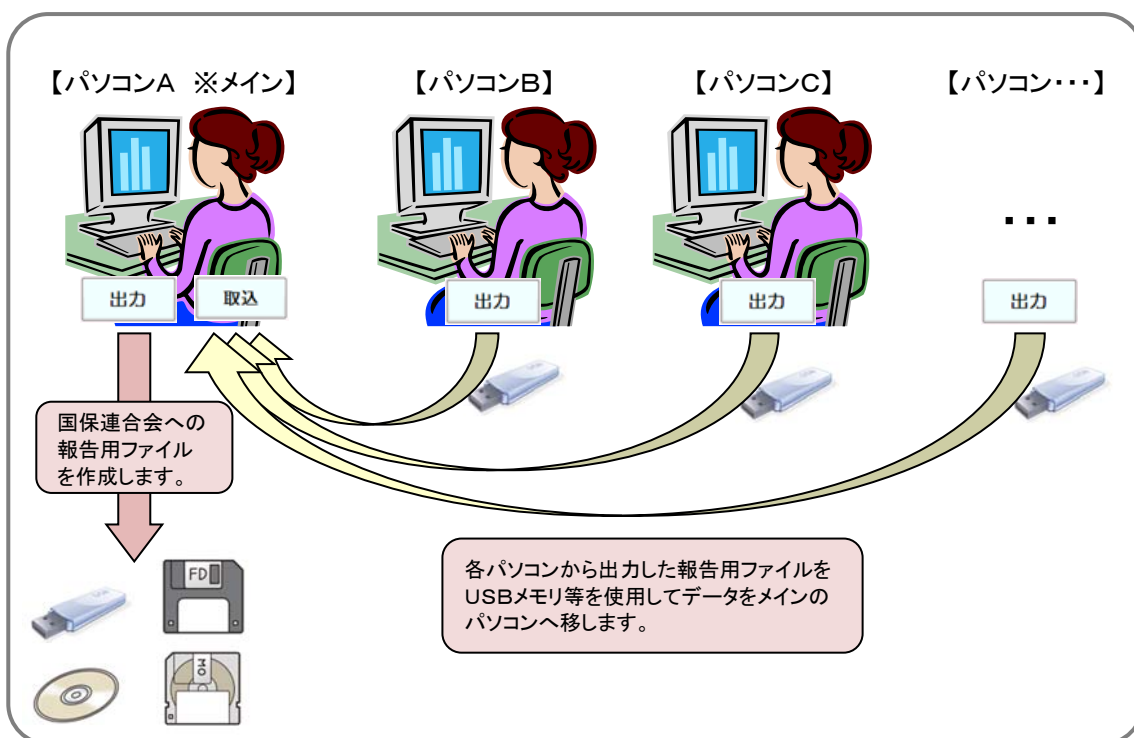 【パソコンA ※メイン】
【パソコンB】
【パソコンC】
【パソコン・・・】
・・・
出力
取込
出力
出力
出力
国保連合会への
報告用ファイル
を作成します。
各パソコンから出力した報告用ファイルを
USBメモリ等を使用してデータをメインの
パソコンへ移します。
FD
MO